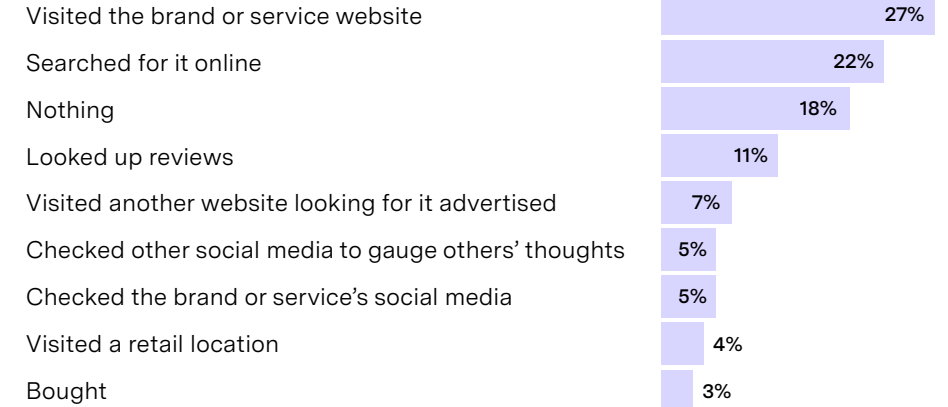 Visited the brand or service website 27%
Searched for it online 22%
Nothing 18%
Looked up reviews 11%
Visited another website looking for it advertised 7%
Checked other social media to gauge others’ thoughts 5%
Checked the brand or service’s social media 5%
Visited a retail location 4%
Bought 3%